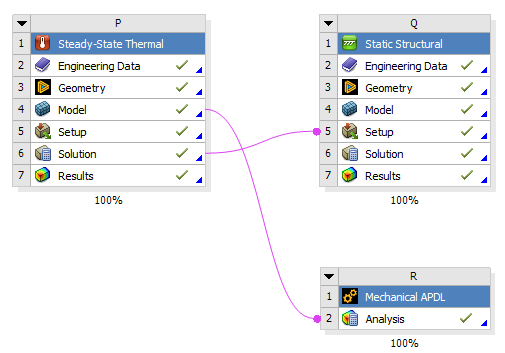 P
1 Steady-State Thermal
2 Engineering Data
3 Geometry
4 Model
5 Setup
6 Solution
7 Results
100%
Q
1 Static Structural
2 Engineering Data
3 Geometry
4 Model
5 Setup
6 Solution
7 Results
100%
R
1 Mechanical APDL
2 Analysis
100%